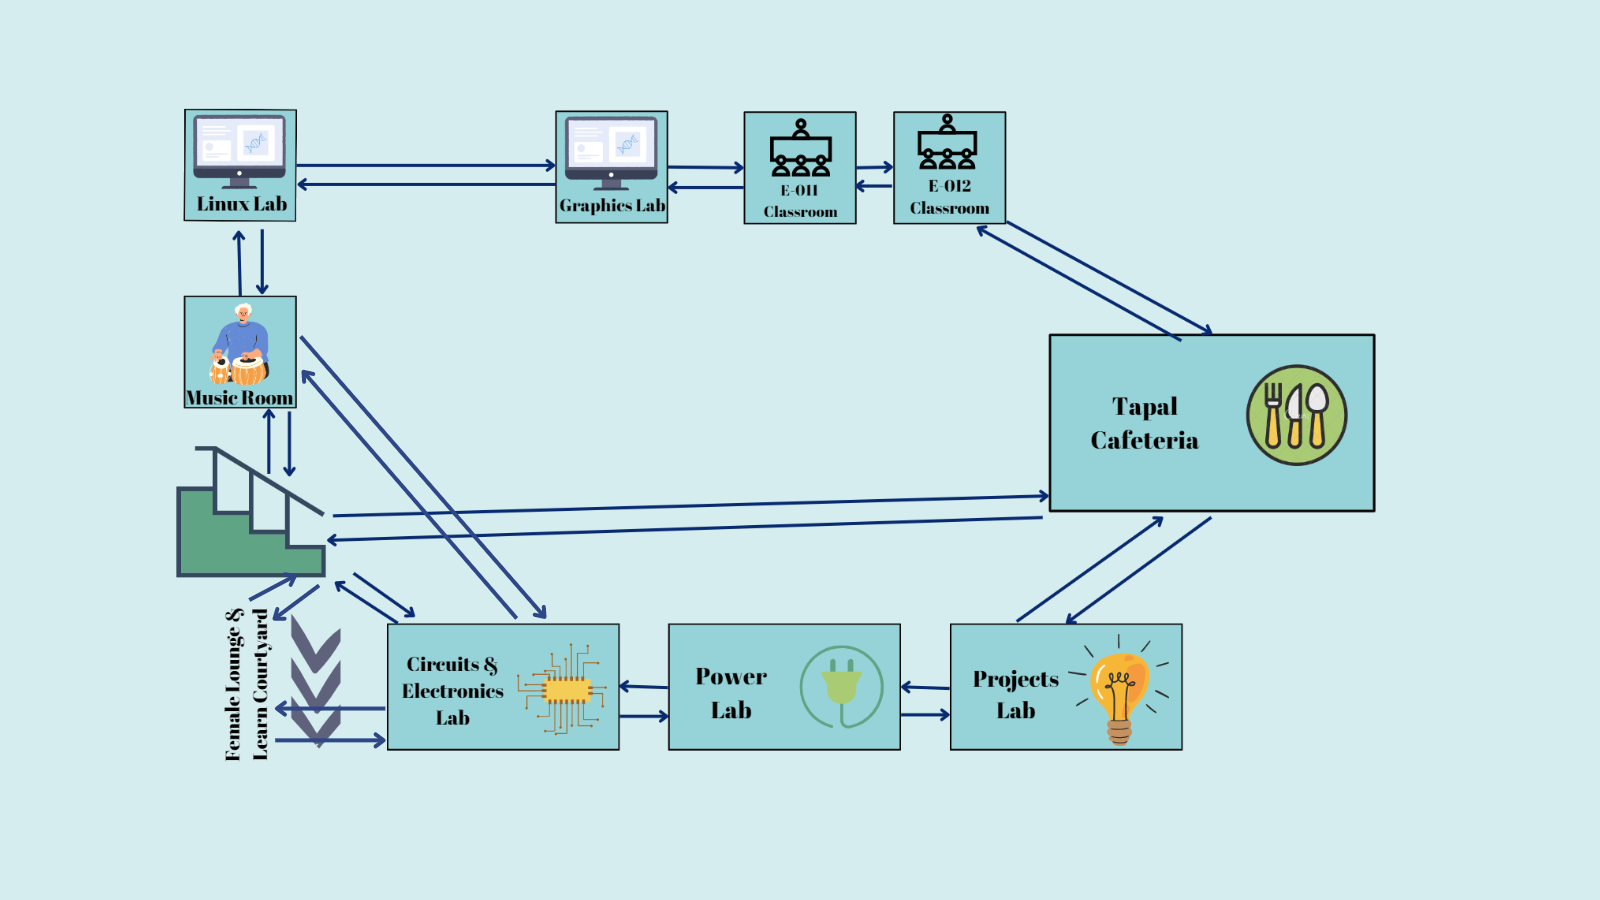 Linux Lab
Graphics Lab
E-011
Classroom
E-012
Classroom
Music Room
Tapal
Cafeteria
Female Lounge &
Learn Courtyard
Circuits &
Electronics
Lab
Power
Lab
Projects
Lab